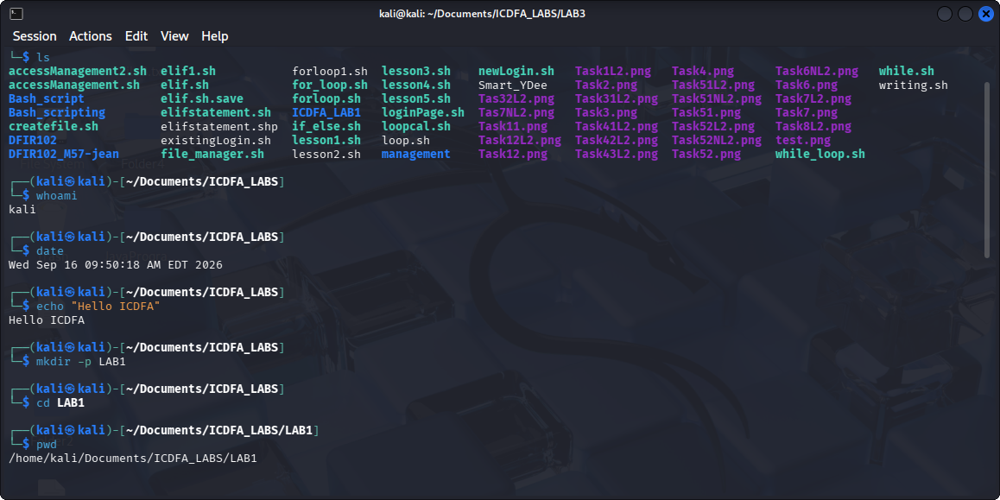 kali@kali: ~/Documents/ICDFA_LABS/LAB3
Session Actions Edit View Help
└─$ ls
accessManagement2.sh elif1.sh forloop1.sh lesson3.sh newLogin.sh Task1L2.png Task4.png Task6NL2.png while.sh
accessManagement.sh elif.sh for_loop.sh lesson4.sh Smart_YDee Task2.png Task51L2.png Task6.png writing.sh
Bash_script elif.sh.save forloop.sh lesson5.sh Tas32L2.png Task31L2.png Task51NL2.png Task7L2.png
Bash_scripting elifstatement.sh ICDFA_LAB1 loginPage.sh Tas7NL2.png Task3.png Task51.png Task7.png
createfile.sh elifstatement.shp if_else.sh loopcal.sh Task11.png Task41L2.png Task52L2.png Task8L2.png
DFIR102 existingLogin.sh lesson1.sh loop.sh Task12L2.png Task42L2.png Task52NL2.png test.png
DFIR102_M57-jean file_manager.sh lesson2.sh management Task12.png Task43L2.png Task52.png while_loop.sh
┌──(kali㉿kali)-[~/Documents/ICDFA_LABS]
└─$ whoami
kali
┌──(kali㉿kali)-[~/Documents/ICDFA_LABS]
└─$ date
Wed Sep 16 09:50:18 AM EDT 2026
┌──(kali㉿kali)-[~/Documents/ICDFA_LABS]
└─$ echo "Hello ICDFA"
Hello ICDFA
┌──(kali㉿kali)-[~/Documents/ICDFA_LABS]
└─$ mkdir -p LAB1
┌──(kali㉿kali)-[~/Documents/ICDFA_LABS]
└─$ cd LAB1
┌──(kali㉿kali)-[~/Documents/ICDFA_LABS/LAB1]
└─$ pwd
/home/kali/Documents/ICDFA_LABS/LAB1